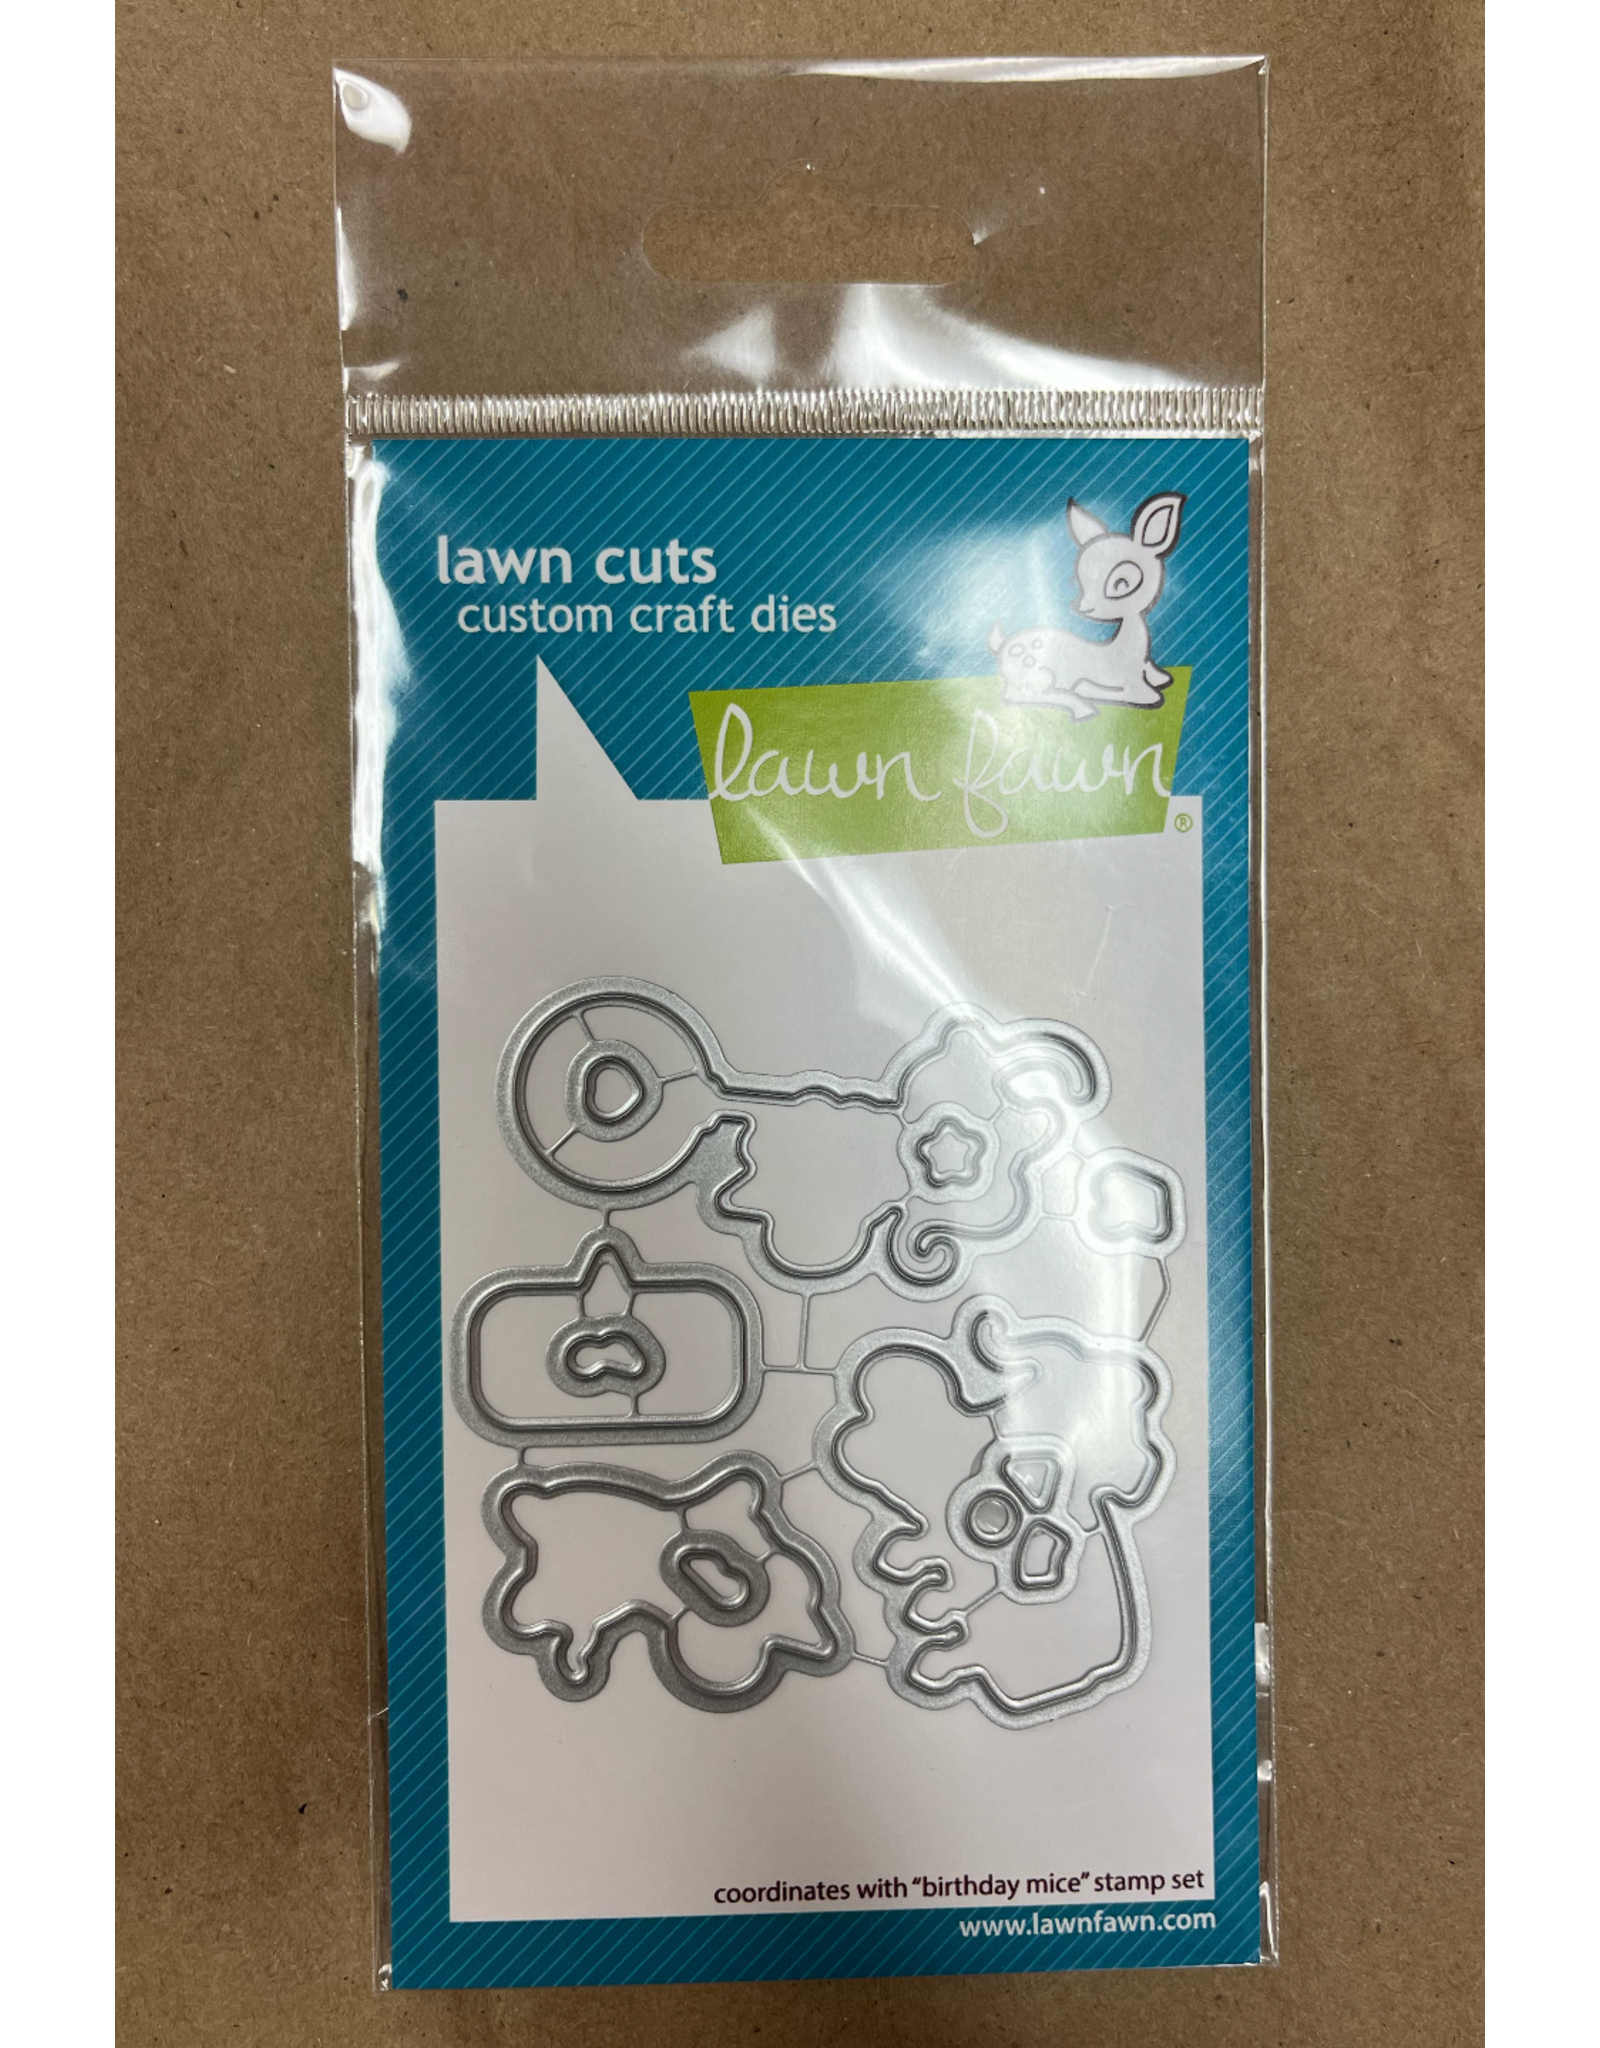 lawn cuts
custom craft dies
lawn fawn
®
coordinates with "birthday mice" stamp set
www.lawnfawn.com